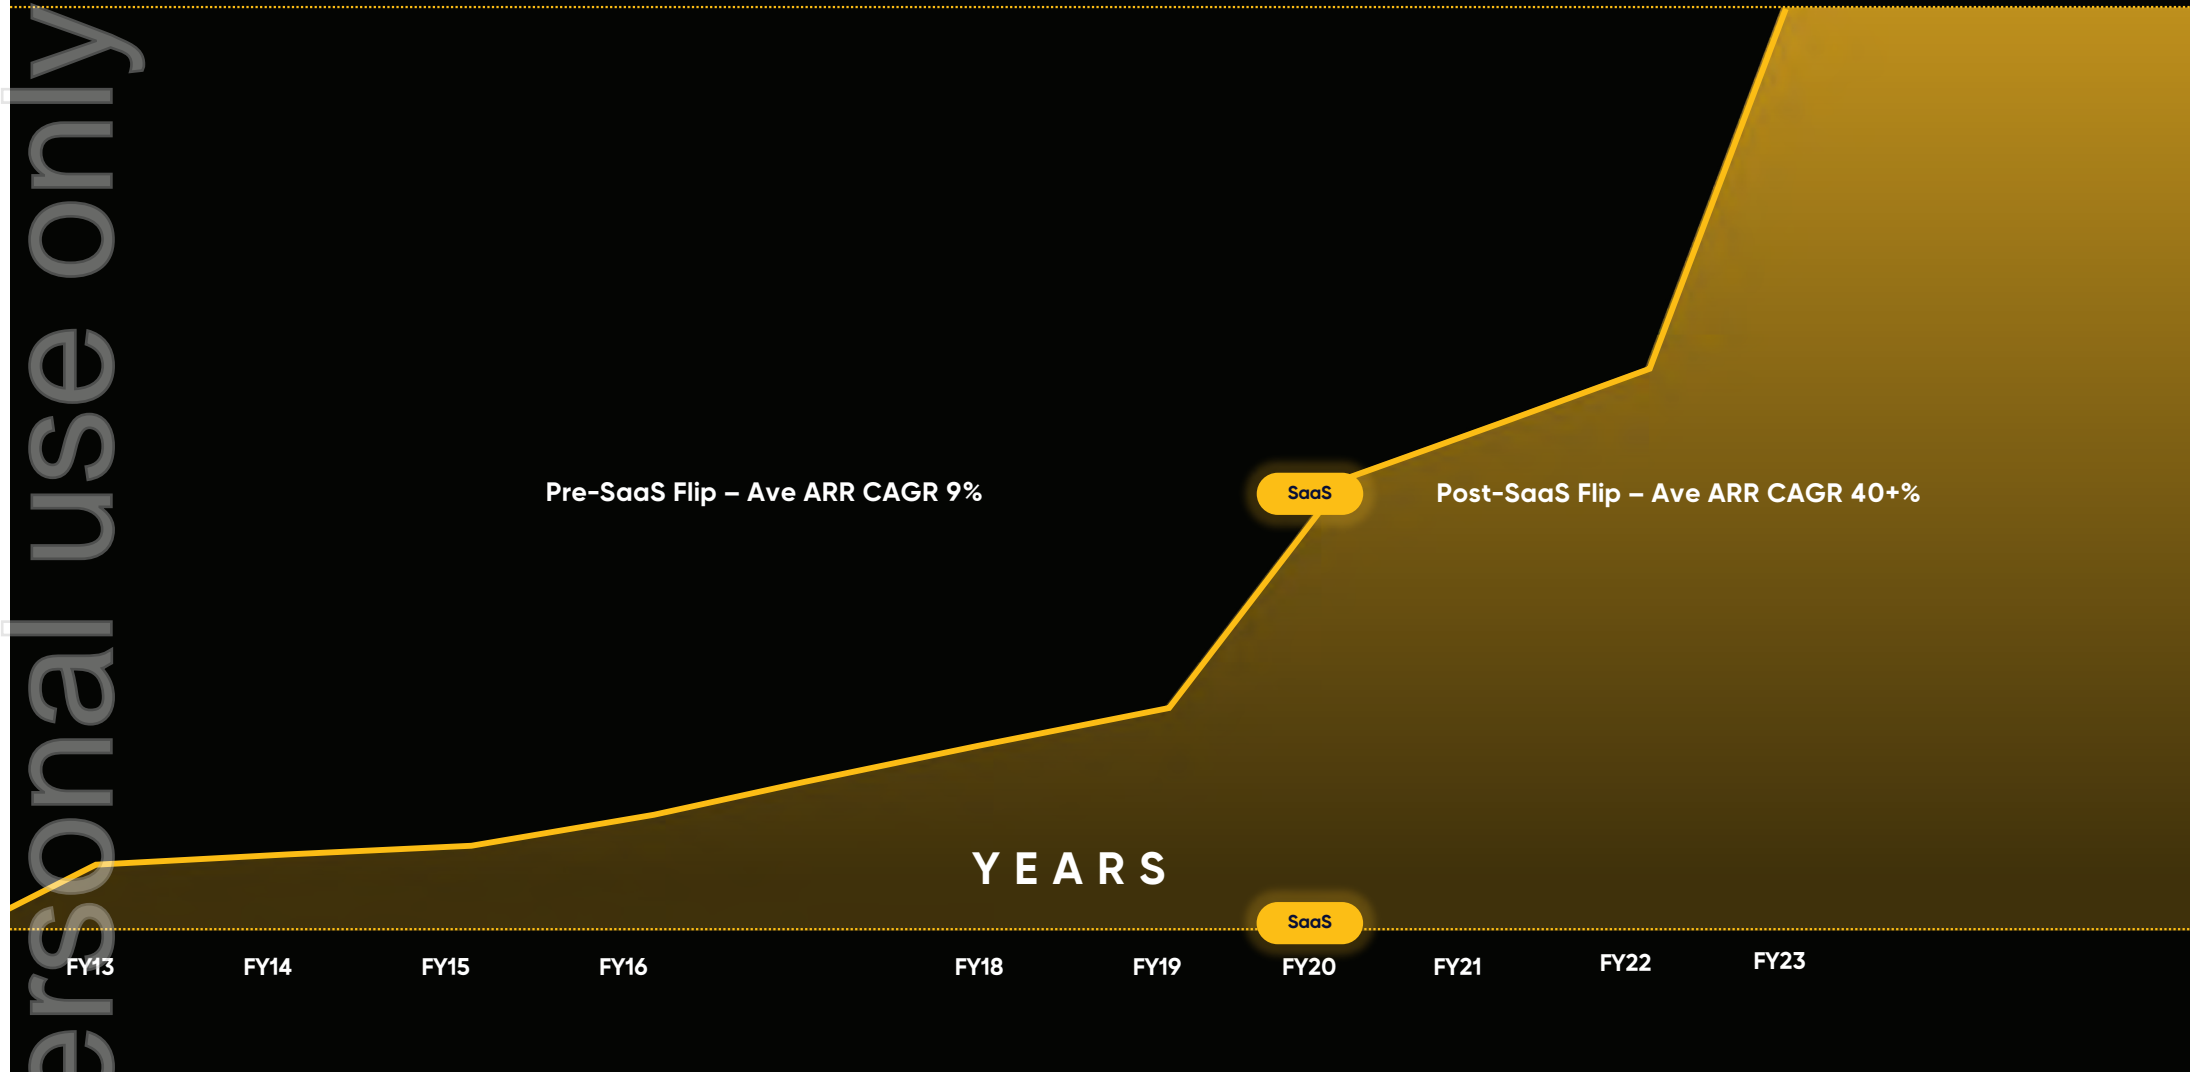 ersonal use only
Pre-SaaS Flip – Ave ARR CAGR 9%
SaaS
Post-SaaS Flip – Ave ARR CAGR 40+%
YEARS
SaaS
FY13 FY14 FY15 FY16 FY18 FY19 FY20 FY21 FY22 FY23